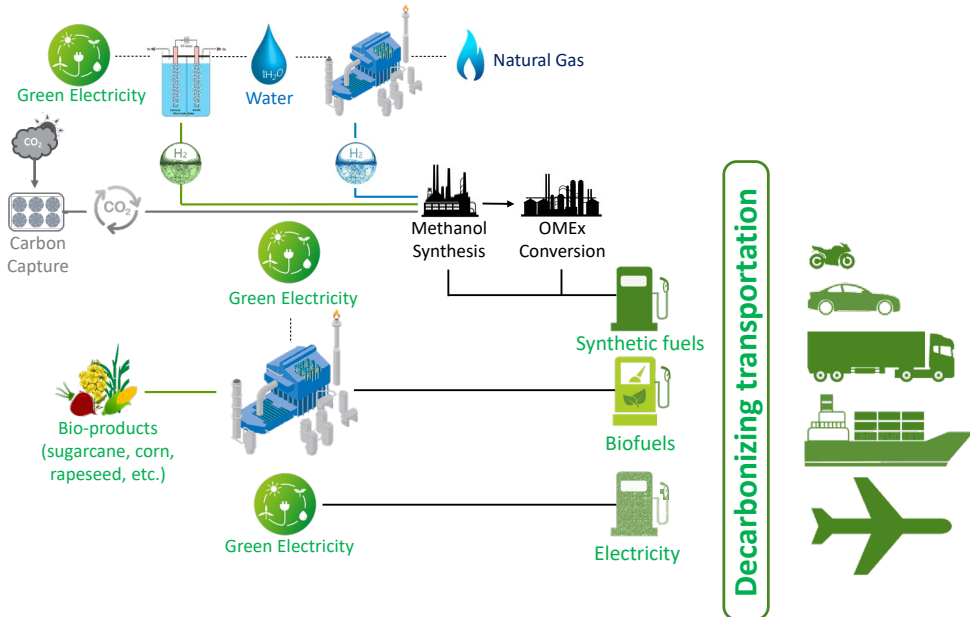 Green Electricity
Water
H₂O
Natural Gas
CO₂
H₂
H₂
CO₂
Carbon
Capture
Methanol
Synthesis
OMEx
Conversion
Green Electricity
Synthetic fuels
Bio-products
(sugarcane, corn,
rapeseed, etc.)
Biofuels
Green Electricity
Electricity
Decarbonizing transportation